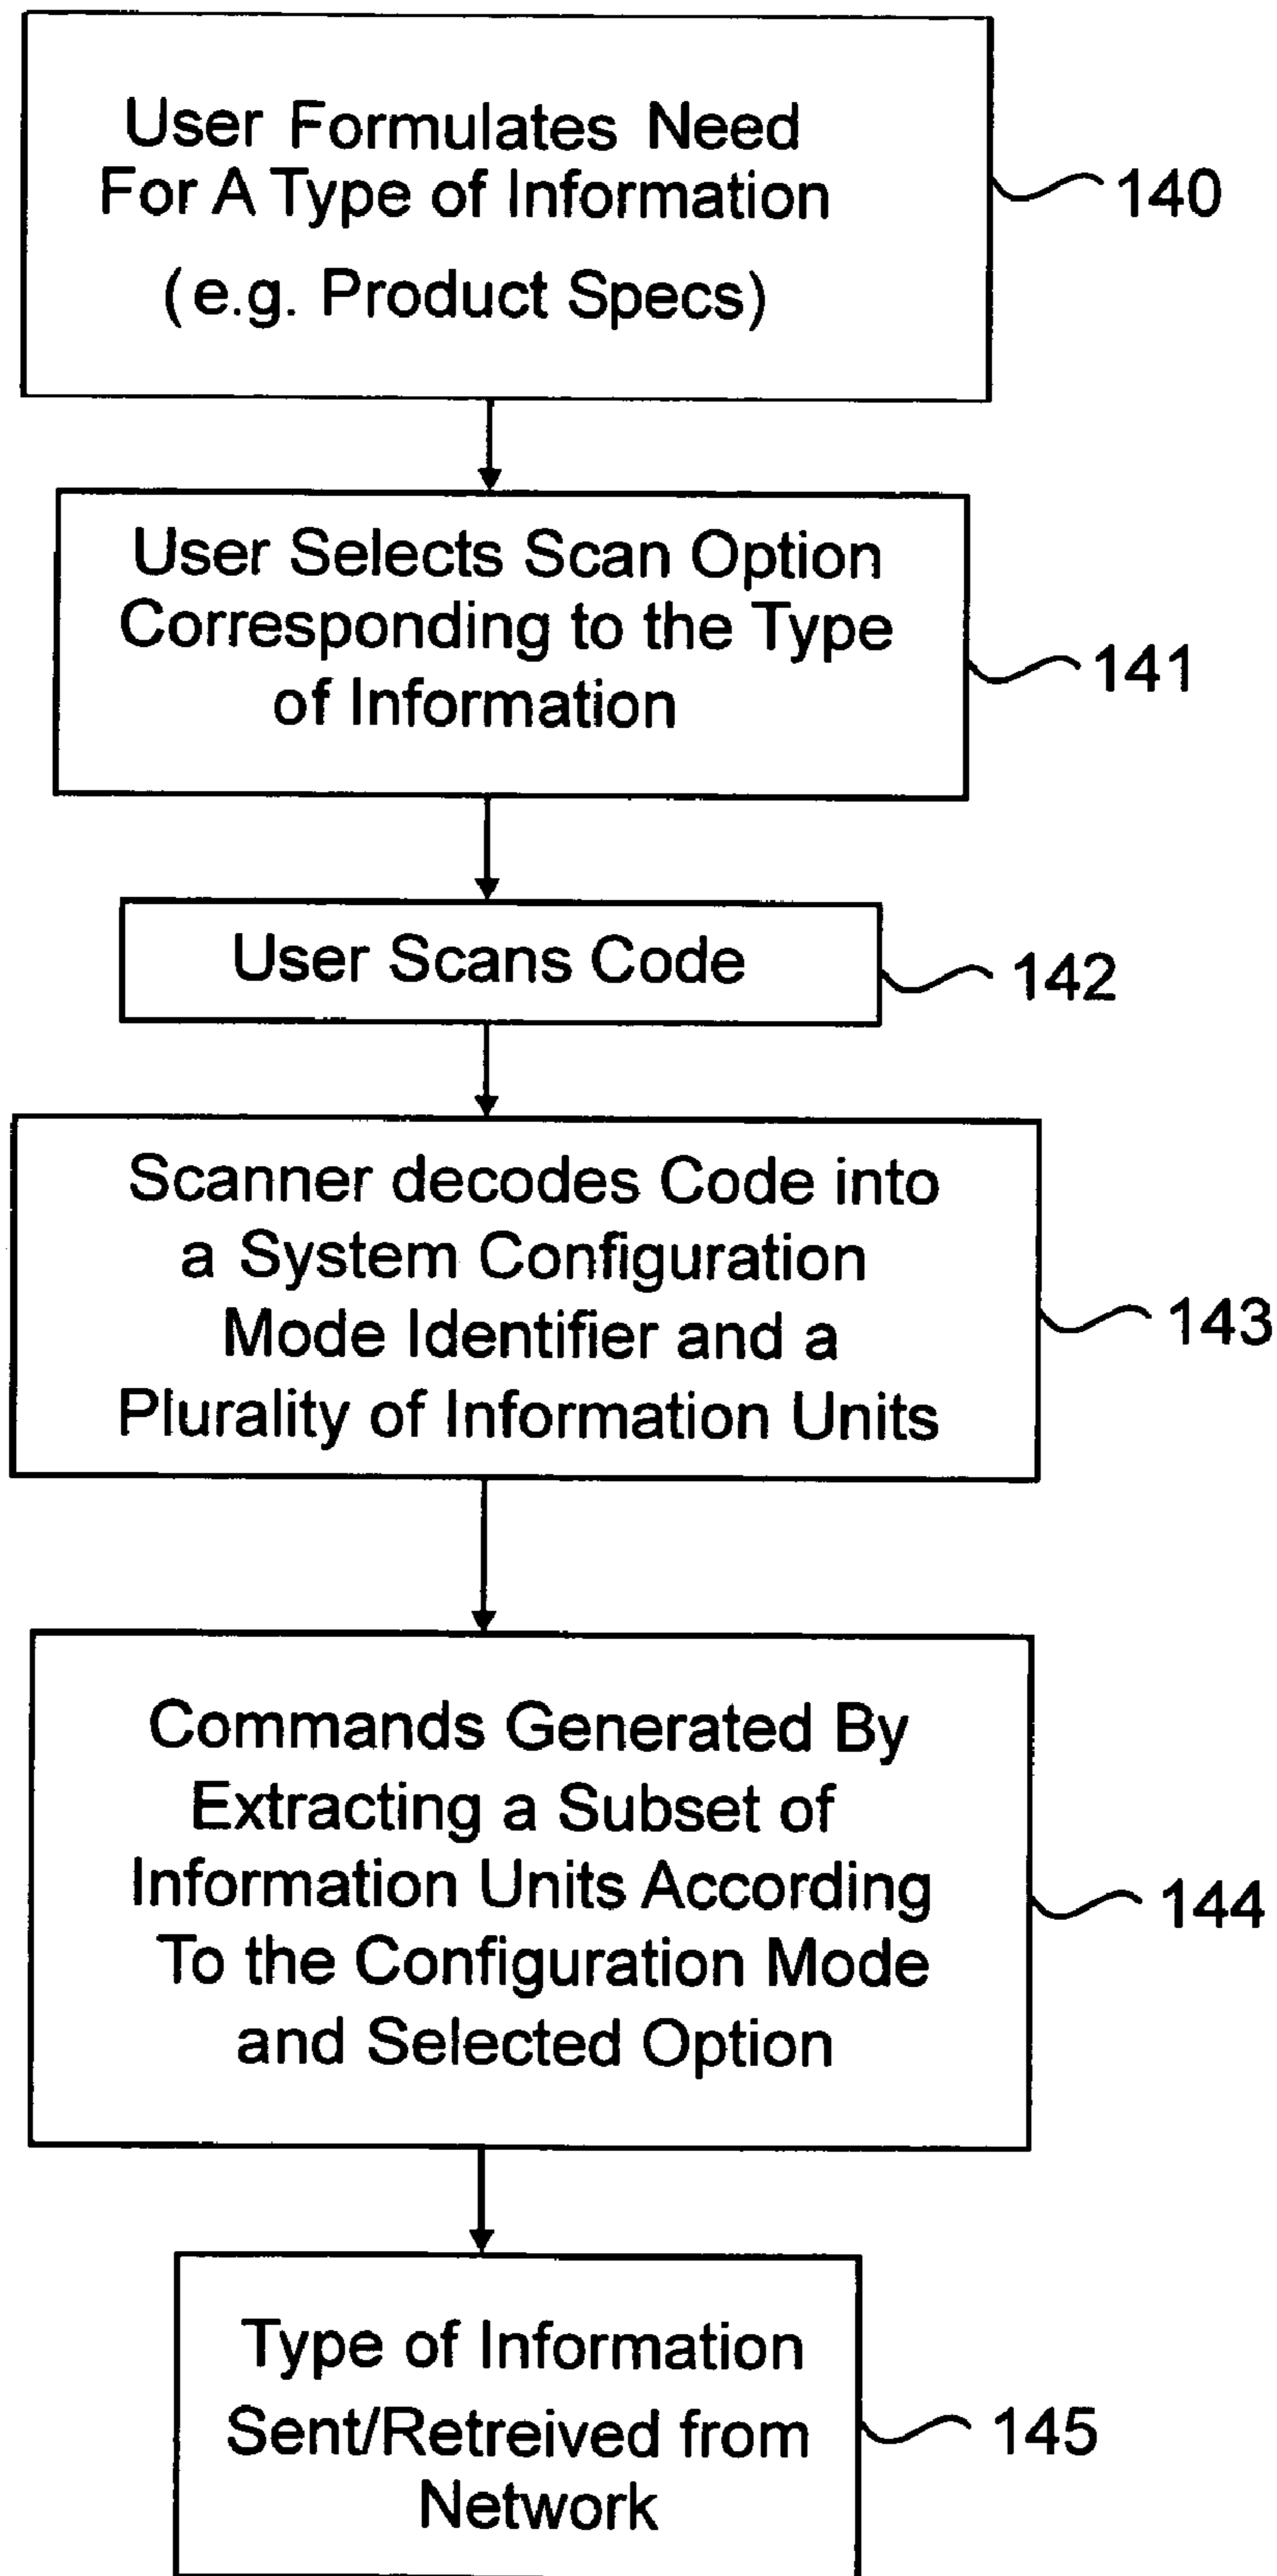 User Formulates Need
For A Type of Information
(e.g. Product Specs)
140
User Selects Scan Option
Corresponding to the Type
of Information
141
User Scans Code
142
Scanner decodes Code into
a System Configuration
Mode Identifier and a
Plurality of Information Units
143
Commands Generated By
Extracting a Subset of
Information Units According
To the Configuration Mode
and Selected Option
144
Type of Information
Sent/Retreived from
Network
145